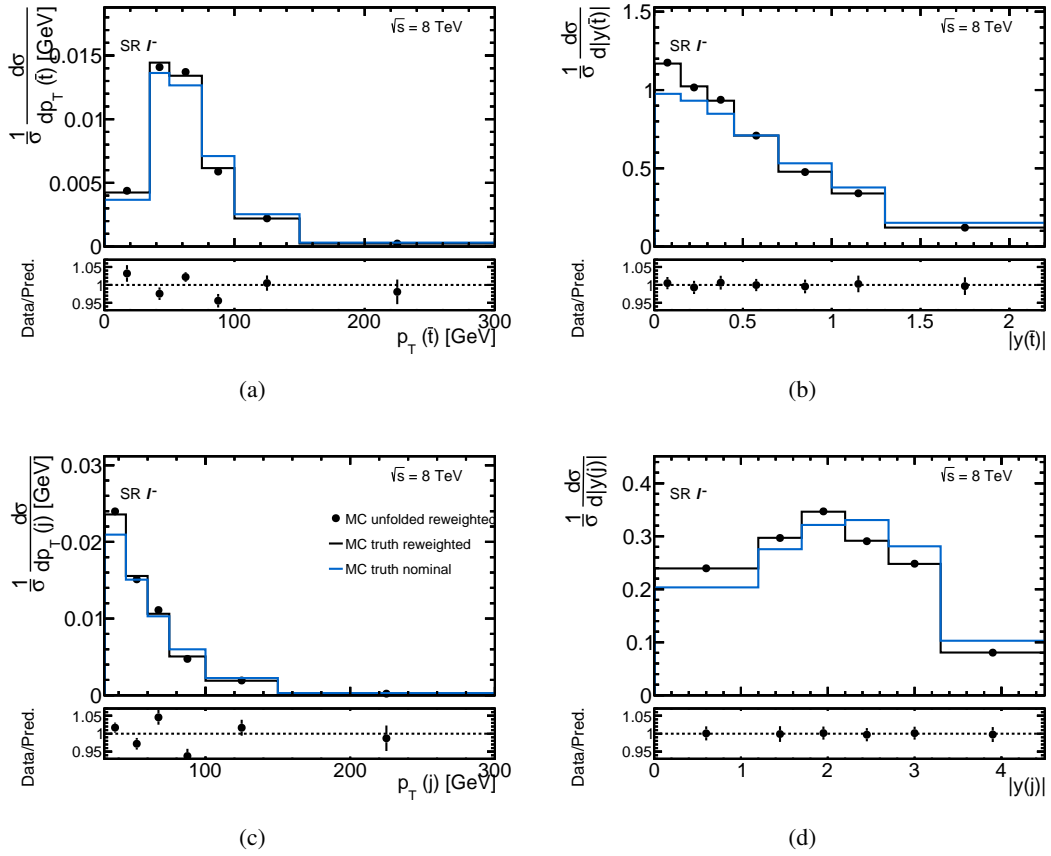 √s = 8 TeV
SR l⁻
1/σ dσ/dp_T (t̄) [GeV]
0.015
0.01
0.005
0
Data/Pred.
1.05
1
0.95
0 100 200 300
p_T (t̄) [GeV]
(a)
√s = 8 TeV
SR l⁻
1/σ dσ/d|y(t̄)|
1.5
1
0.5
0
Data/Pred.
1.05
1
0.95
0 0.5 1 1.5 2
|y(t̄)|
(b)
√s = 8 TeV
SR l⁻
1/σ dσ/dp_T (j) [GeV]
0.03
0.02
0.01
0
MC unfolded reweighted
MC truth reweighted
MC truth nominal
Data/Pred.
1.05
1
0.95
100 200 300
p_T (j) [GeV]
(c)
√s = 8 TeV
SR l⁻
1/σ dσ/d|y(j)|
0.4
0.3
0.2
0.1
0
Data/Pred.
1.05
1
0.95
0 1 2 3 4
|y(j)|
(d)